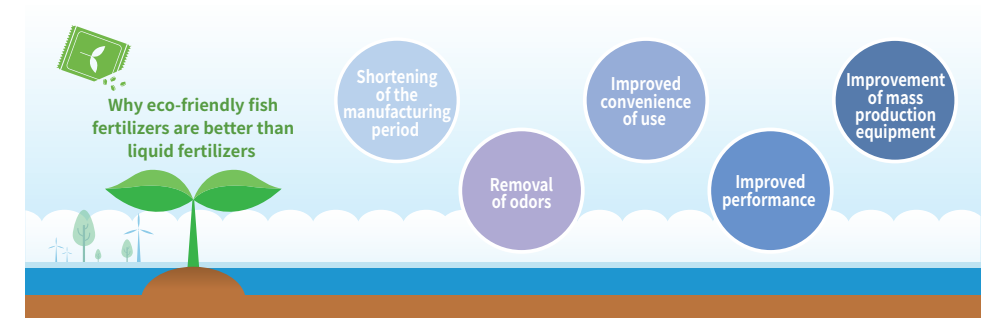 Why eco-friendly fish
fertilizers are better than
liquid fertilizers
Shortening
of the
manufacturing
period
Removal
of odors
Improved
convenience
of use
Improved
performance
Improvement
of mass
production
equipment